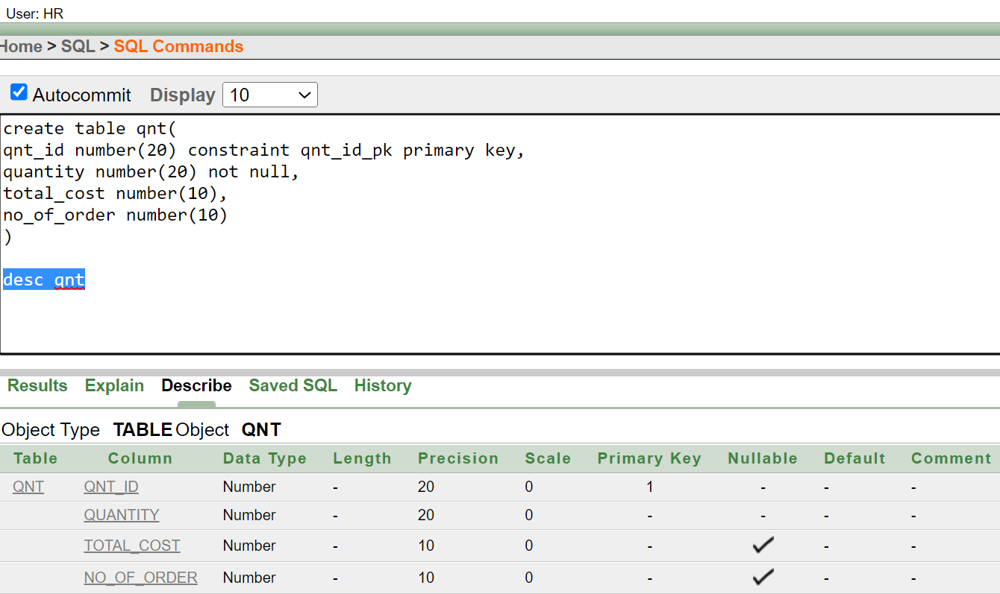 User: HR
Home > SQL > SQL Commands
Autocommit Display 10
create table qnt(
qnt_id number(20) constraint qnt_id_pk primary key,
quantity number(20) not null,
total_cost number(10),
no_of_order number(10)
)
desc qnt
Results Explain Describe Saved SQL History
Object Type TABLE Object QNT
Table Column Data Type Length Precision Scale Primary Key Nullable Default Comment
QNT QNT_ID Number - 20 0 1 - - -
QUANTITY Number - 20 0 - - - -
TOTAL_COST Number - 10 0 - ✓ - -
NO_OF_ORDER Number - 10 0 - ✓ - -